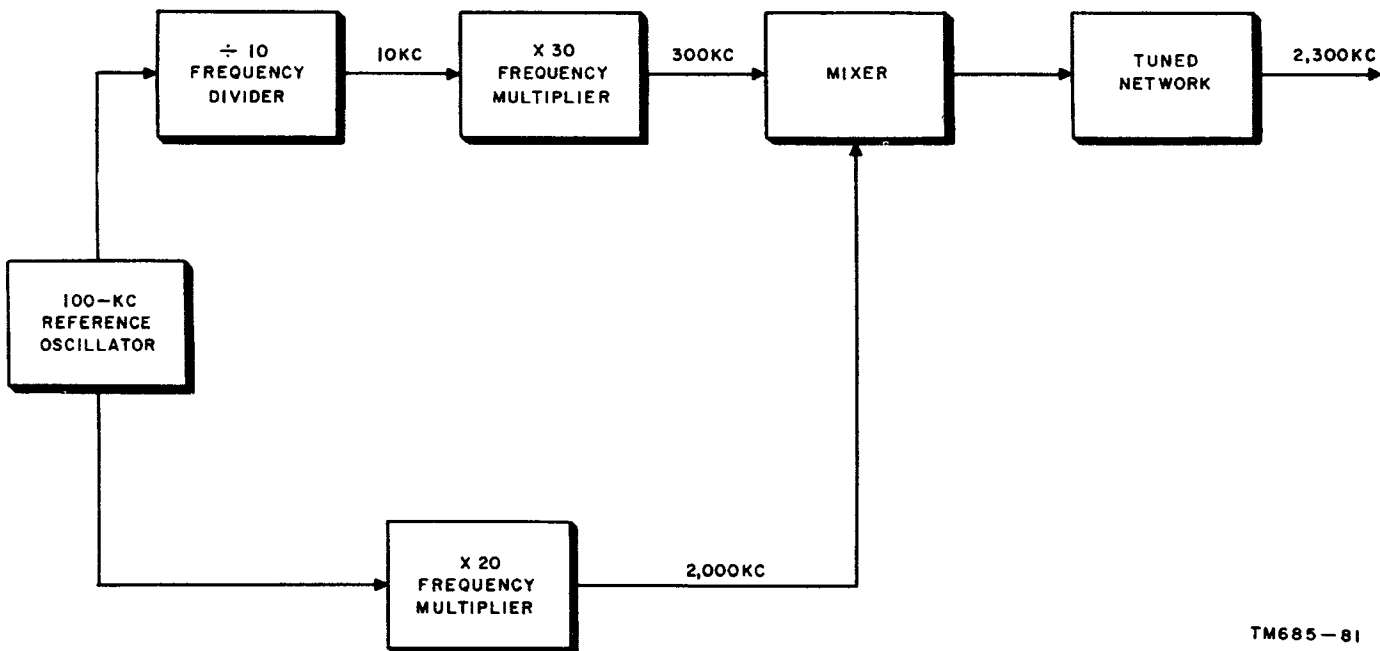 ÷ 10
FREQUENCY
DIVIDER
10KC
X 30
FREQUENCY
MULTIPLIER
300KC
MIXER
TUNED
NETWORK
2,300KC
100-KC
REFERENCE
OSCILLATOR
X 20
FREQUENCY
MULTIPLIER
2,000KC
TM685-81